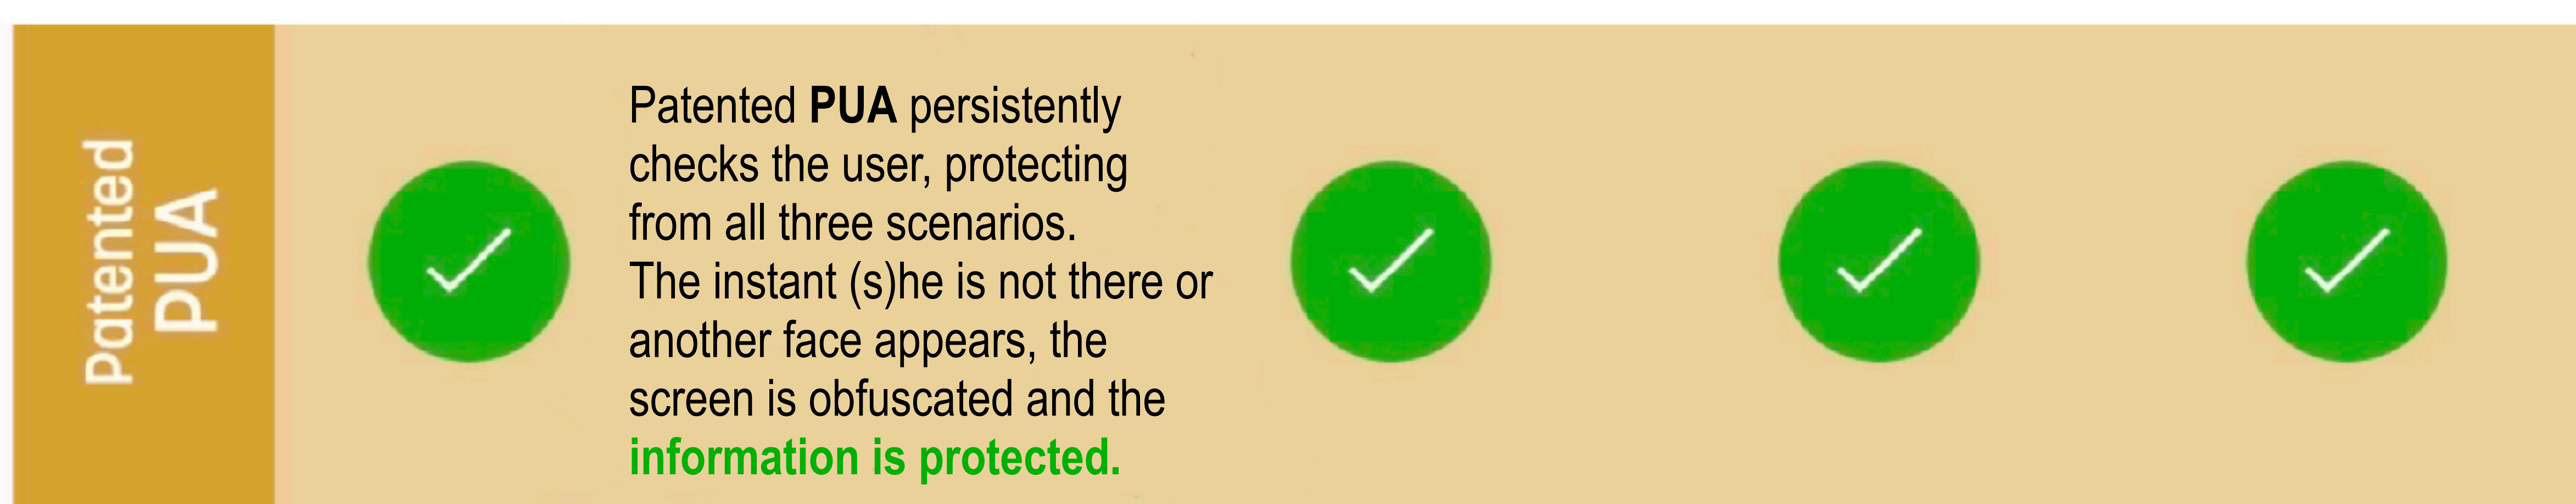 Patented
PUA
Patented PUA persistently
checks the user, protecting
from all three scenarios.
The instant (s)he is not there or
another face appears, the
screen is obfuscated and the
information is protected.